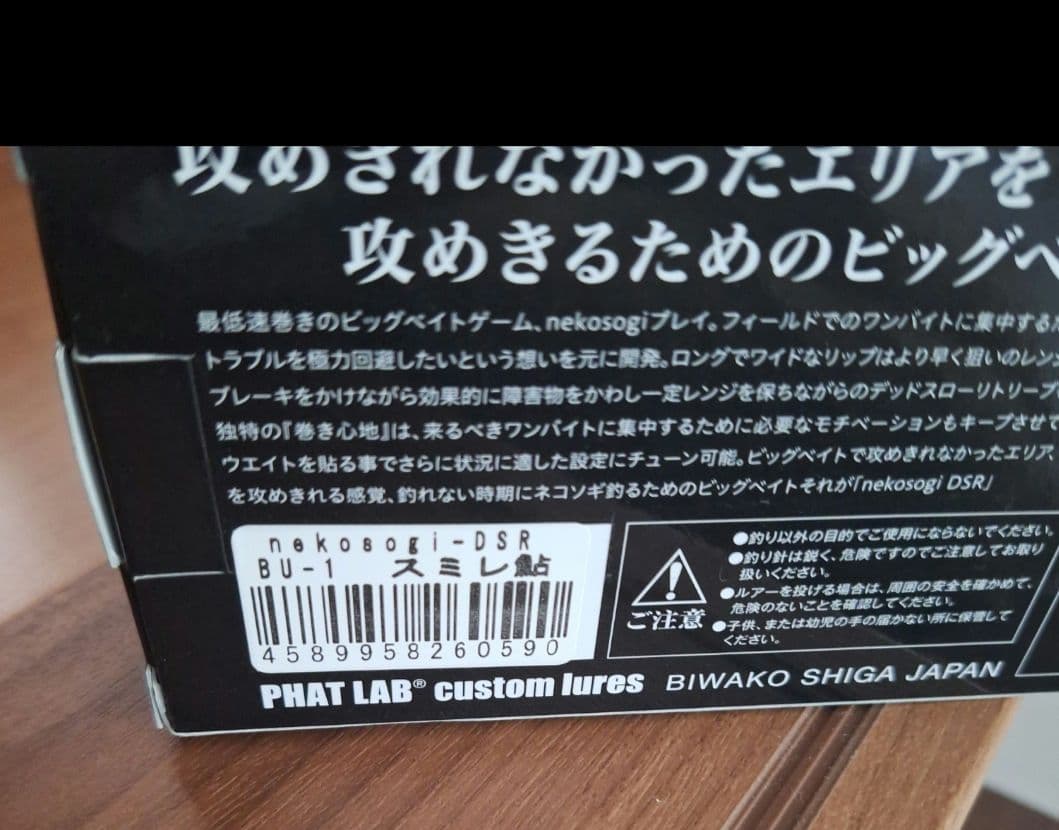 攻めされなかったエリアを
攻めきるためのビッグベ
最低速巻きのビッグベイトゲーム、nekosogiプレイ。フィールドでのワンバイトに集中する
トラブルを極力回避したいという想いを元に開発。ロングでワイドなリップはより早く狙いのレン
ブレーキをかけながら効果的に障害物をかわし一定レンジを保ちながらのデッドスローリトリーブ
独特の『巻き心地』は、来るべきワンバイトに集中するために必要なモチベーションもキープさせて
ウエイトを貼る事でさらに状況に適した設定にチューン可能。ビッグベイトで攻めきれなかったエリア、
を攻めきれる感覚、釣れない時期にネコソギ釣るためのビッグベイトそれが「nekosogi DSR」
nekosogi-DSR
BU-1 スミレ鮎
4589958260590
ご注意
●釣り以外の目的でご使用にならないでください。
●釣り針は鋭く、危険ですのでご注意してお取り
扱いください。
●ルアーを投げる場合は、周囲の安全を確かめて、
危険のないことを確認してください。
●子供、または幼児の手の届かない所に保管して
ください。
PHAT LAB® custom lures BIWAKO SHIGA JAPAN